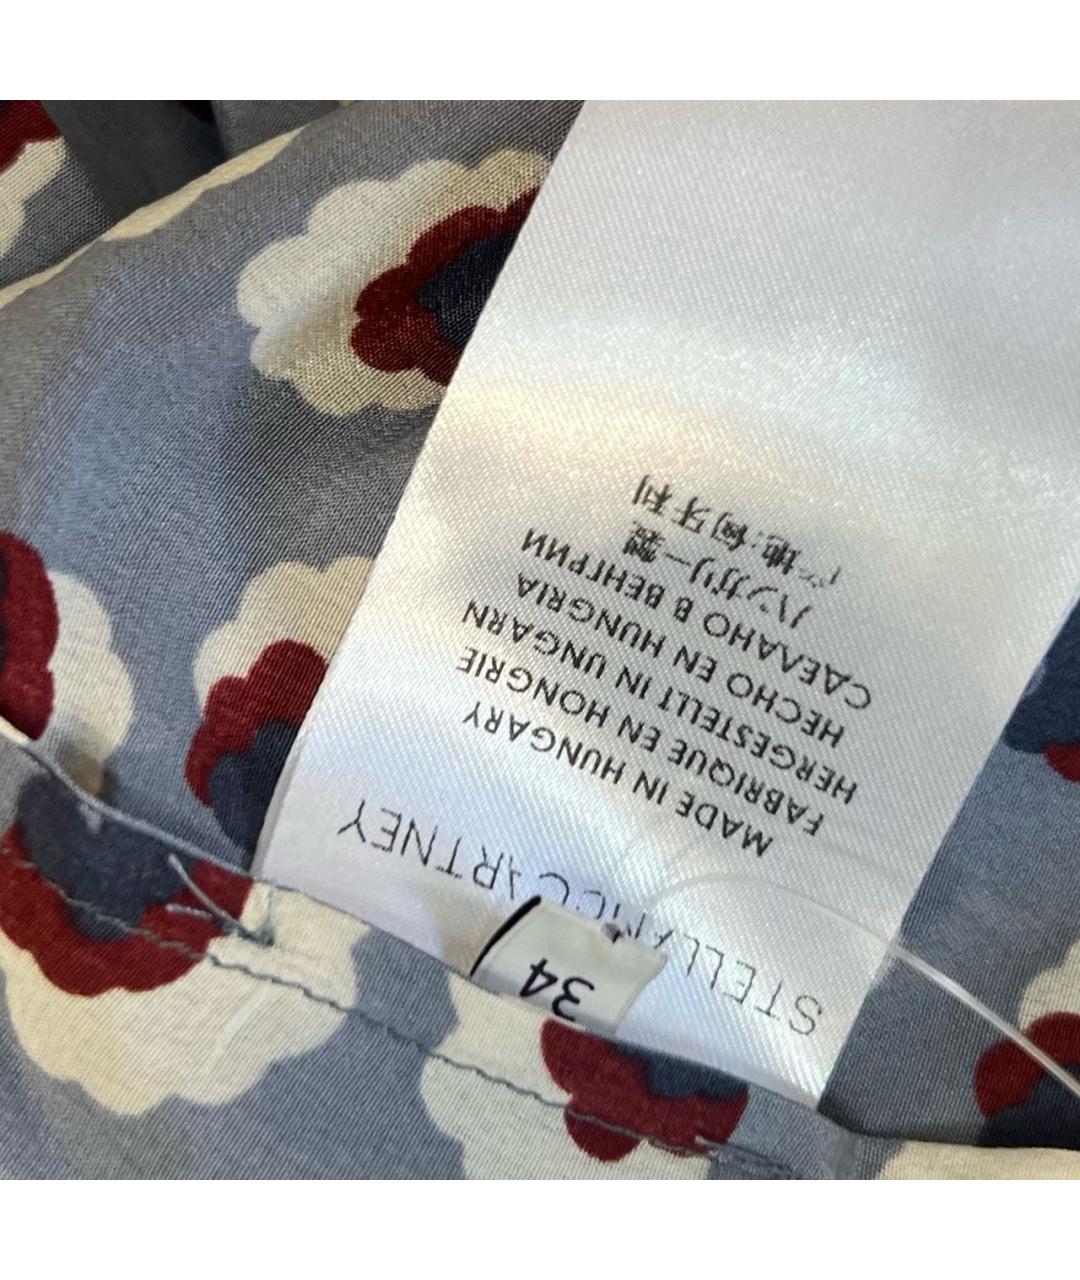 34
STELLA MCCARTNEY
MADE IN HUNGARY
FABRIQUE EN HONGRIE
HERGESTELLT IN UNGARN
HECHO EN HUNGRIA
СДЕЛАНО В ВЕНГРИИ
ハンガリー製
产地:匈牙利